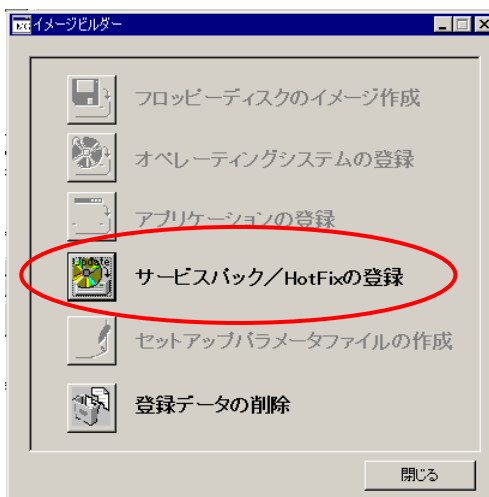 イメージビルダー
フロッピーディスクのイメージ作成
オペレーティングシステムの登録
アプリケーションの登録
Update
サービスパック/HotFixの登録
セットアップパラメータファイルの作成
登録データの削除
閉じる